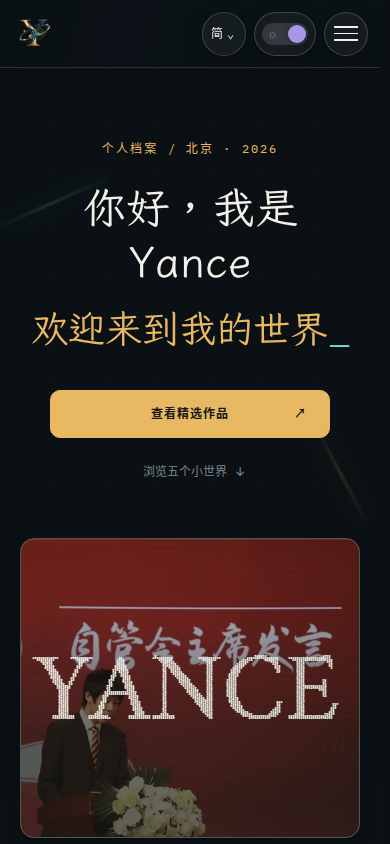 简
个人档案 / 北京 · 2026
你好，我是
Yance
欢迎来到我的世界_
查看精选作品 ↗
浏览五个小世界 ↓
自管会主席发言
YANCE